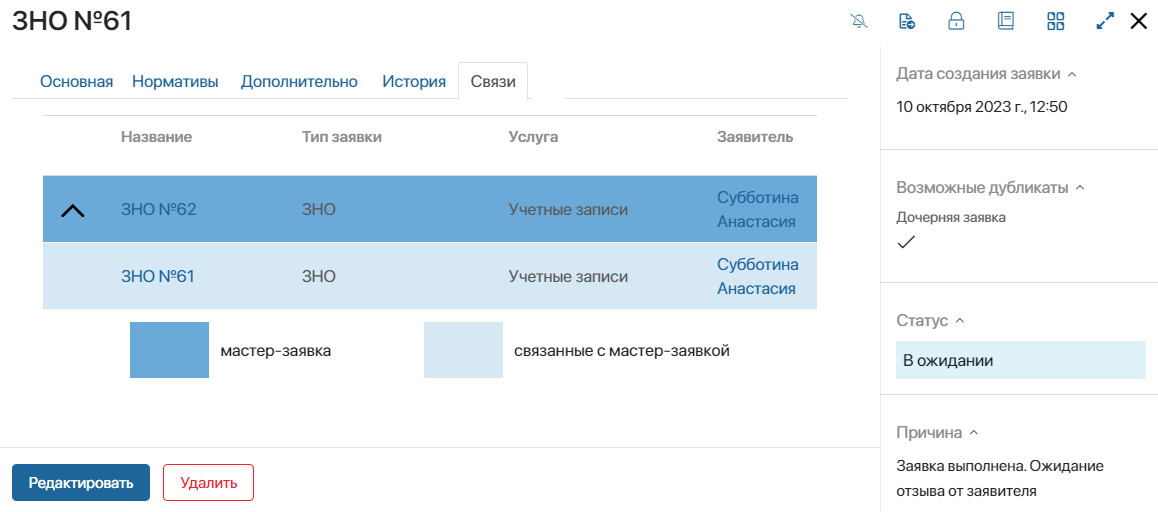 ЗНО №61
Основная Нормативы Дополнительно История Связи
Название Тип заявки Услуга Заявитель
ЗНО №62 ЗНО Учетные записи Субботина
Анастасия
ЗНО №61 ЗНО Учетные записи Субботина
Анастасия
мастер-заявка связанные с мастер-заявкой
Редактировать Удалить
Дата создания заявки
10 октября 2023 г., 12:50
Возможные дубликаты
Дочерняя заявка
Статус
В ожидании
Причина
Заявка выполнена. Ожидание
отзыва от заявителя